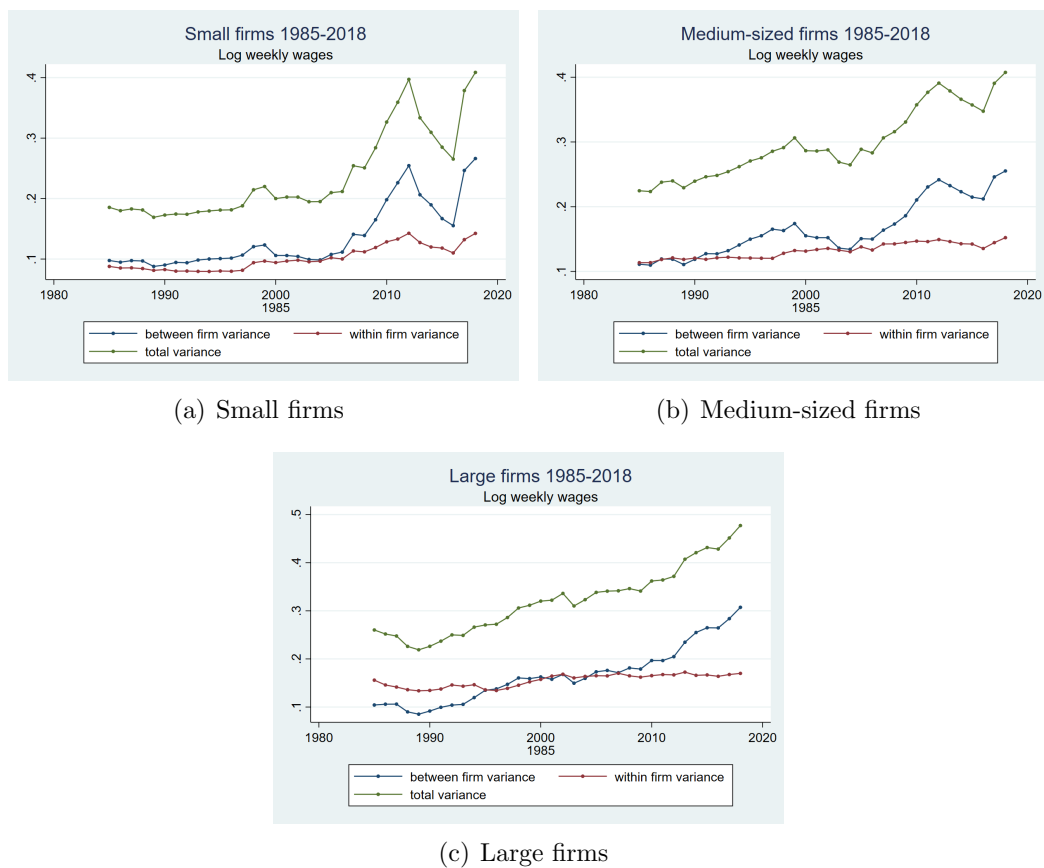 Small firms 1985-2018
Log weekly wages
.4
.3
.2
.1
1980 1990 2000 2010 2020
1985
between firm variance within firm variance
total variance
(a) Small firms
Medium-sized firms 1985-2018
Log weekly wages
.4
.3
.2
.1
1980 1990 2000 2010 2020
1985
between firm variance within firm variance
total variance
(b) Medium-sized firms
Large firms 1985-2018
Log weekly wages
.5
.4
.3
.2
.1
1980 1990 2000 2010 2020
1985
between firm variance within firm variance
total variance
(c) Large firms